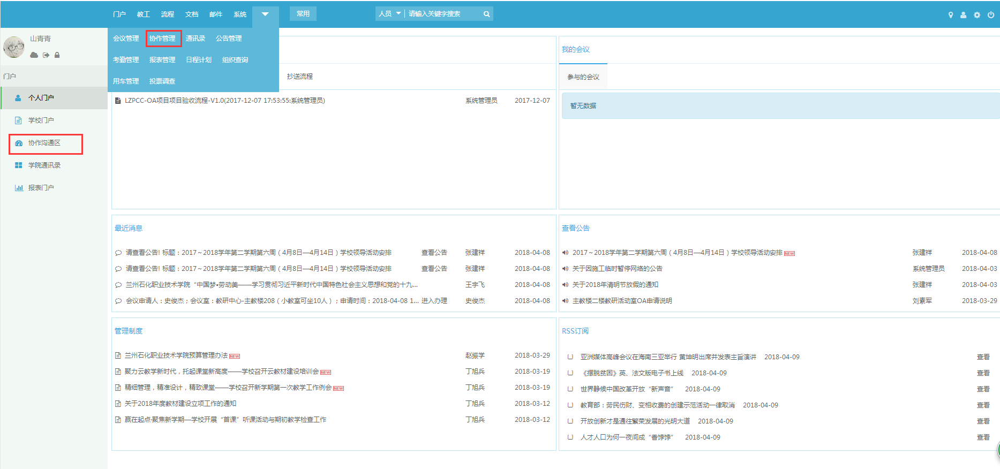 门户 教工 流程 文档 邮件 系统 常用 人员 请输入关键字搜索
山青青
会议管理 协作管理 通讯录 公告管理
考勤管理 报表管理 日程计划 组织查询
用车管理 投票调查
门户
个人门户
学校门户
协作沟通区
学院通讯录
报表门户
抄送流程
LZPCC-OA项目项目验收流程-V1.0(2017-12-07 17:53:55:系统管理员) 系统管理员 2017-12-07
我的会议
参与的会议
暂无数据
最近消息
请查看公告! 标题：2017～2018学年第二学期第六周（4月8日—4月14日）学校领导活动安排 查看公告 张建祥 2018-04-08
请查看公告! 标题：2017～2018学年第二学期第六周（4月8日—4月14日）学校领导活动安排 查看公告 张建祥 2018-04-08
兰州石化职业技术学院“中国梦•劳动美——学习贯彻习近平新时代中国特色社会主义思想和党的十九... 王宇飞 2018-04-08
会议申请人：史俊杰；会议室：教研中心-主教楼208（小教室可坐10人）；申请时间：2018-04-08 1... 进入办理 史俊杰 2018-04-08
查看公告
2017～2018学年第二学期第六周（4月8日—4月14日）学校领导活动安排 NEW 张建祥 2018-04-08
关于因施工临时暂停网络的公告 系统管理员 2018-04-03
关于2018年清明节放假的通知 张建祥 2018-04-03
主教楼二楼教研活动室OA申请说明 刘素军 2018-03-29
管理制度
兰州石化职业技术学院预算管理办法 NEW 赵振学 2018-03-29
聚力云教学新时代，托起课堂新高度——学校召开云教材建设培训会 NEW 丁旭兵 2018-03-19
精细管理，精准设计，精致课堂——学校召开新学期第一次教学工作例会 NEW 丁旭兵 2018-03-19
关于2018年度教材建设立项工作的通知 丁旭兵 2018-03-12
赢在起点·聚焦新学期—学校开展“首课”听课活动与期初教学检查工作 丁旭兵 2018-03-12
RSS订阅
亚洲媒体高峰会议在海南三亚举行 黄坤明出席并发表主旨演讲 2018-04-09 查看
《摆脱贫困》英、法文版电子书上线 2018-04-09 查看
世界静候中国改革开放“新声音” 2018-04-09 查看
教育部：劳民伤财、变相收费的创建示范活动一律取消 2018-04-09 查看
开放创新才是通往繁荣发展的光明大道 2018-04-09 查看
人才人口为何一夜间成“香饽饽” 2018-04-09 查看